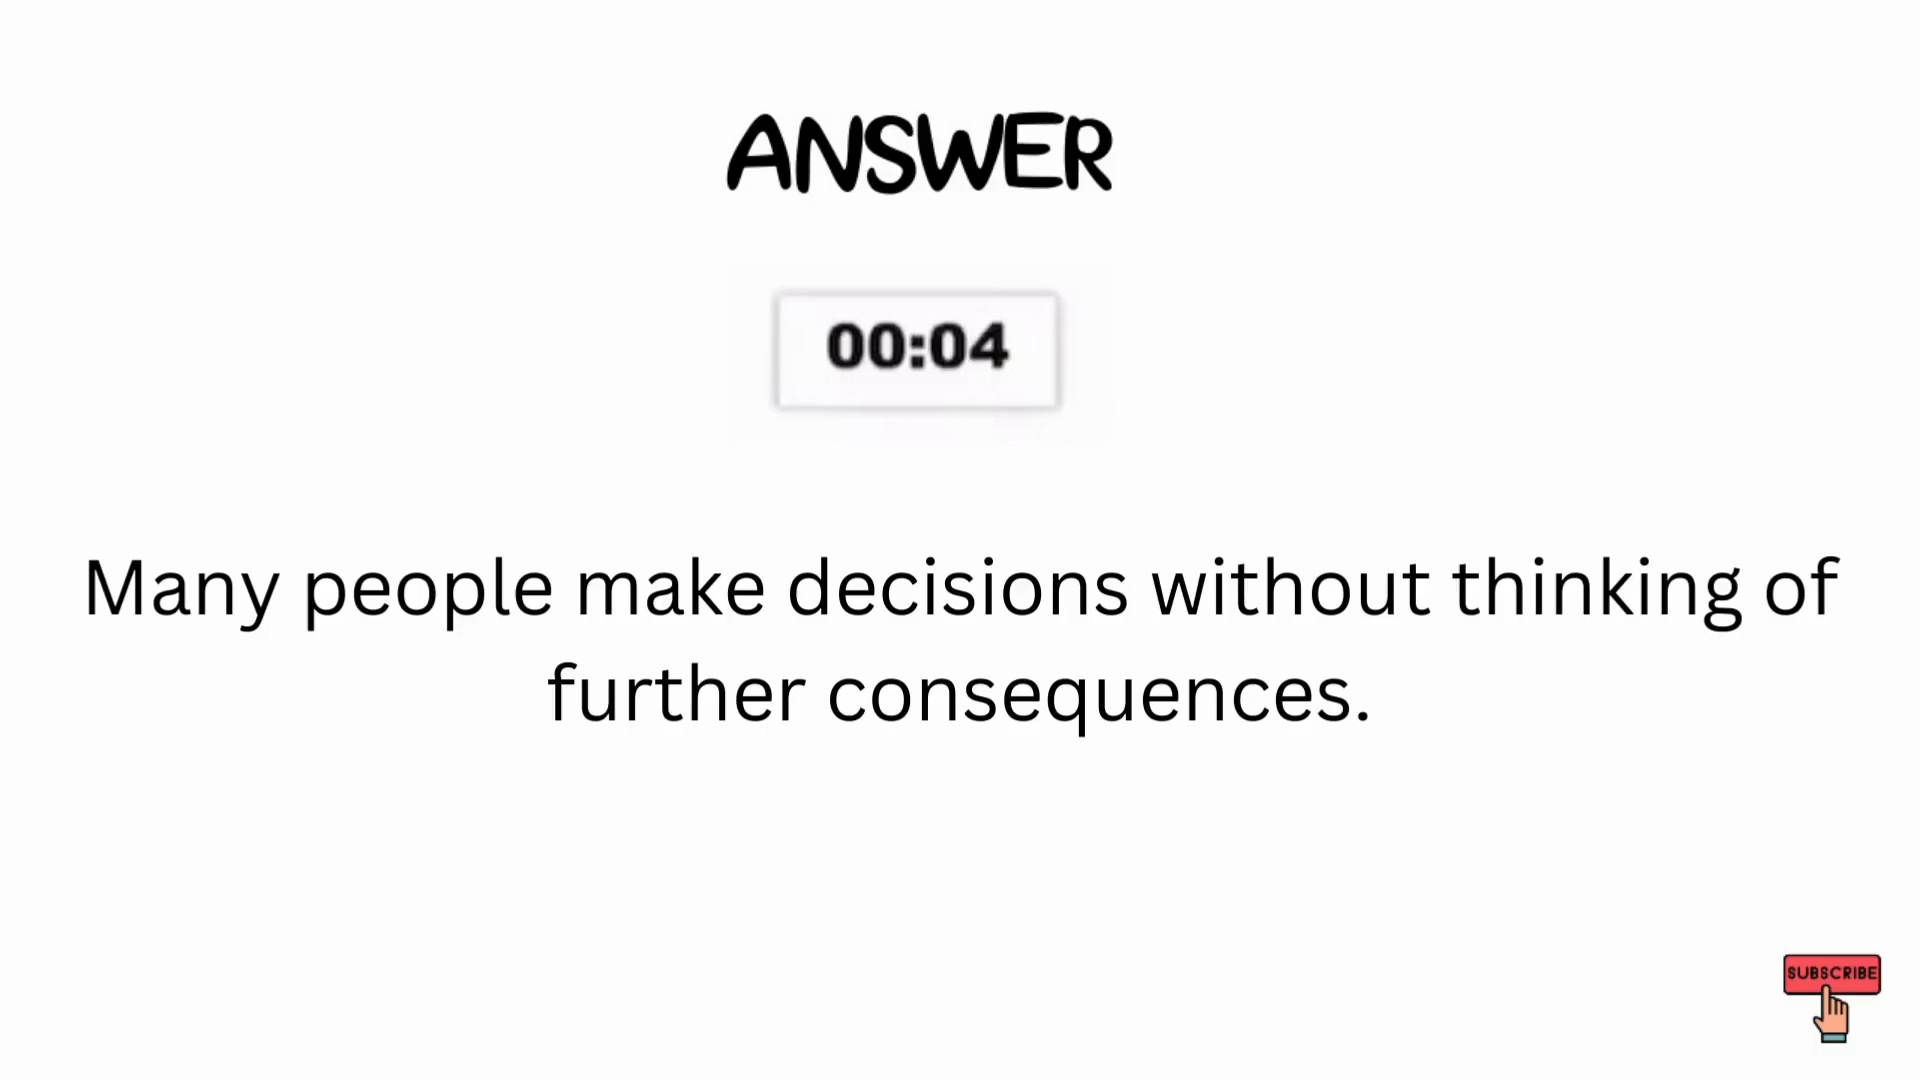 ANSWER
00:04
Many people make decisions without thinking of
further consequences.
SUBSCRIBE